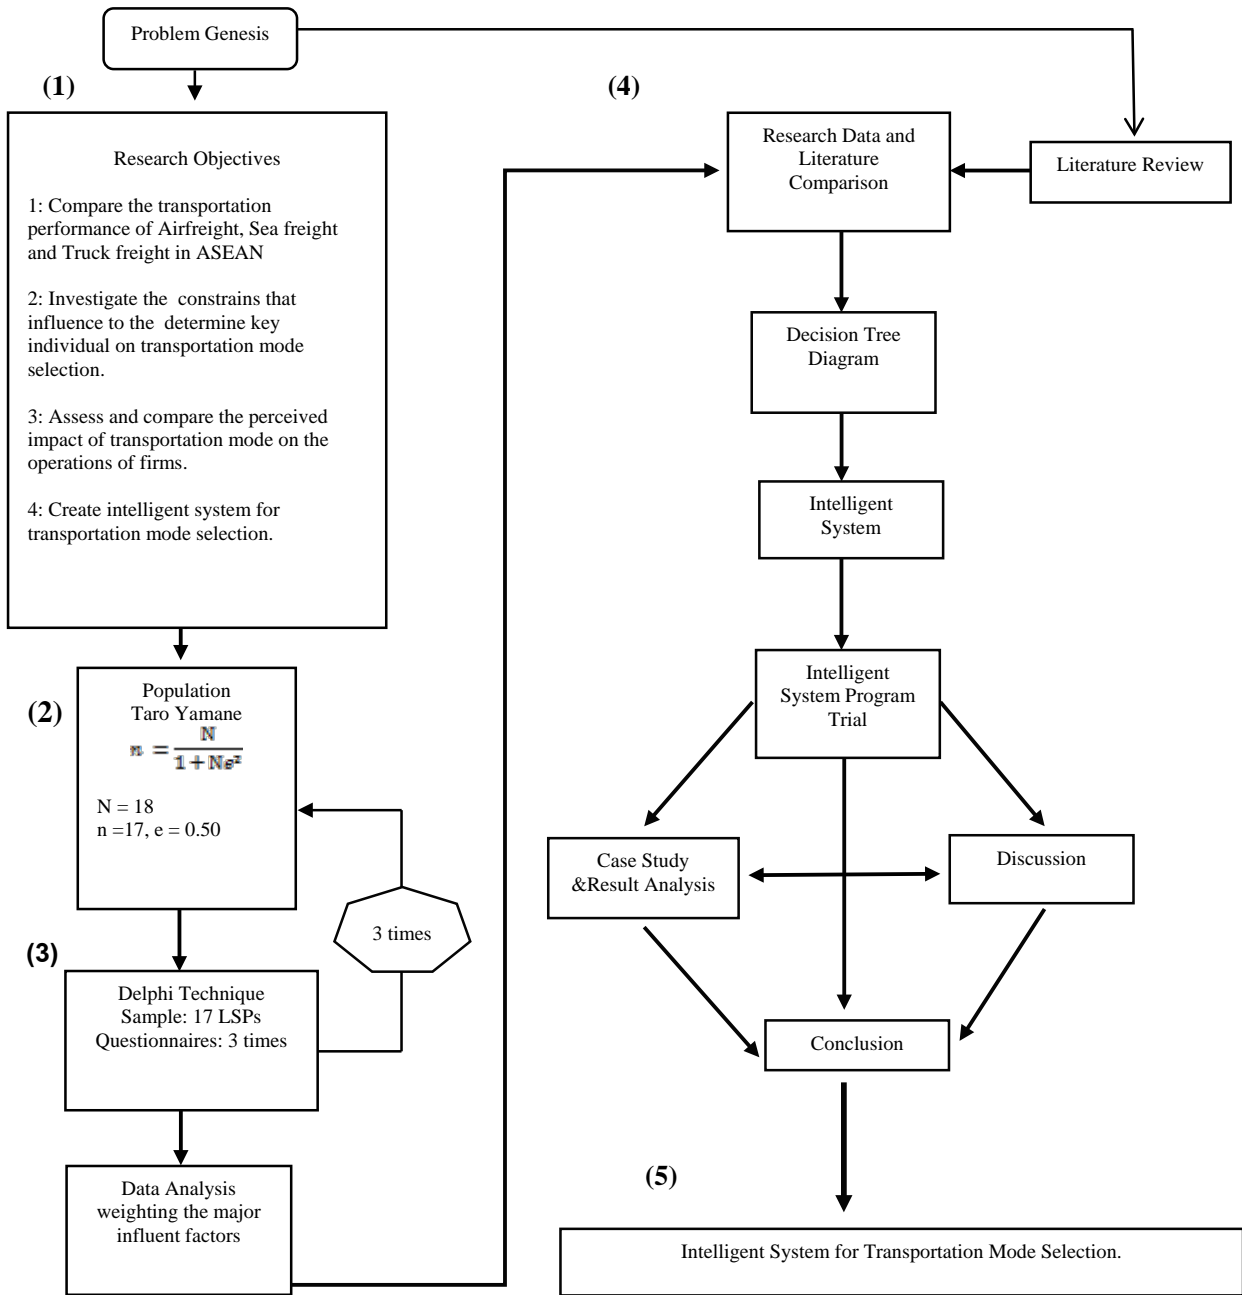 Problem Genesis
(1)
Research Objectives
1: Compare the transportation
performance of Airfreight, Sea freight
and Truck freight in ASEAN
2: Investigate the constrains that
influence to the determine key
individual on transportation mode
selection.
3: Assess and compare the perceived
impact of transportation mode on the
operations of firms.
4: Create intelligent system for
transportation mode selection.
(2)
Population
Taro Yamane
n = N / 1 + Ne²
N = 18
n =17, e = 0.50
3 times
(3)
Delphi Technique
Sample: 17 LSPs
Questionnaires: 3 times
Data Analysis
weighting the major
influent factors
(4)
Research Data and
Literature
Comparison
Literature Review
Decision Tree
Diagram
Intelligent
System
Intelligent
System Program
Trial
Case Study
&Result Analysis
Discussion
Conclusion
(5)
Intelligent System for Transportation Mode Selection.